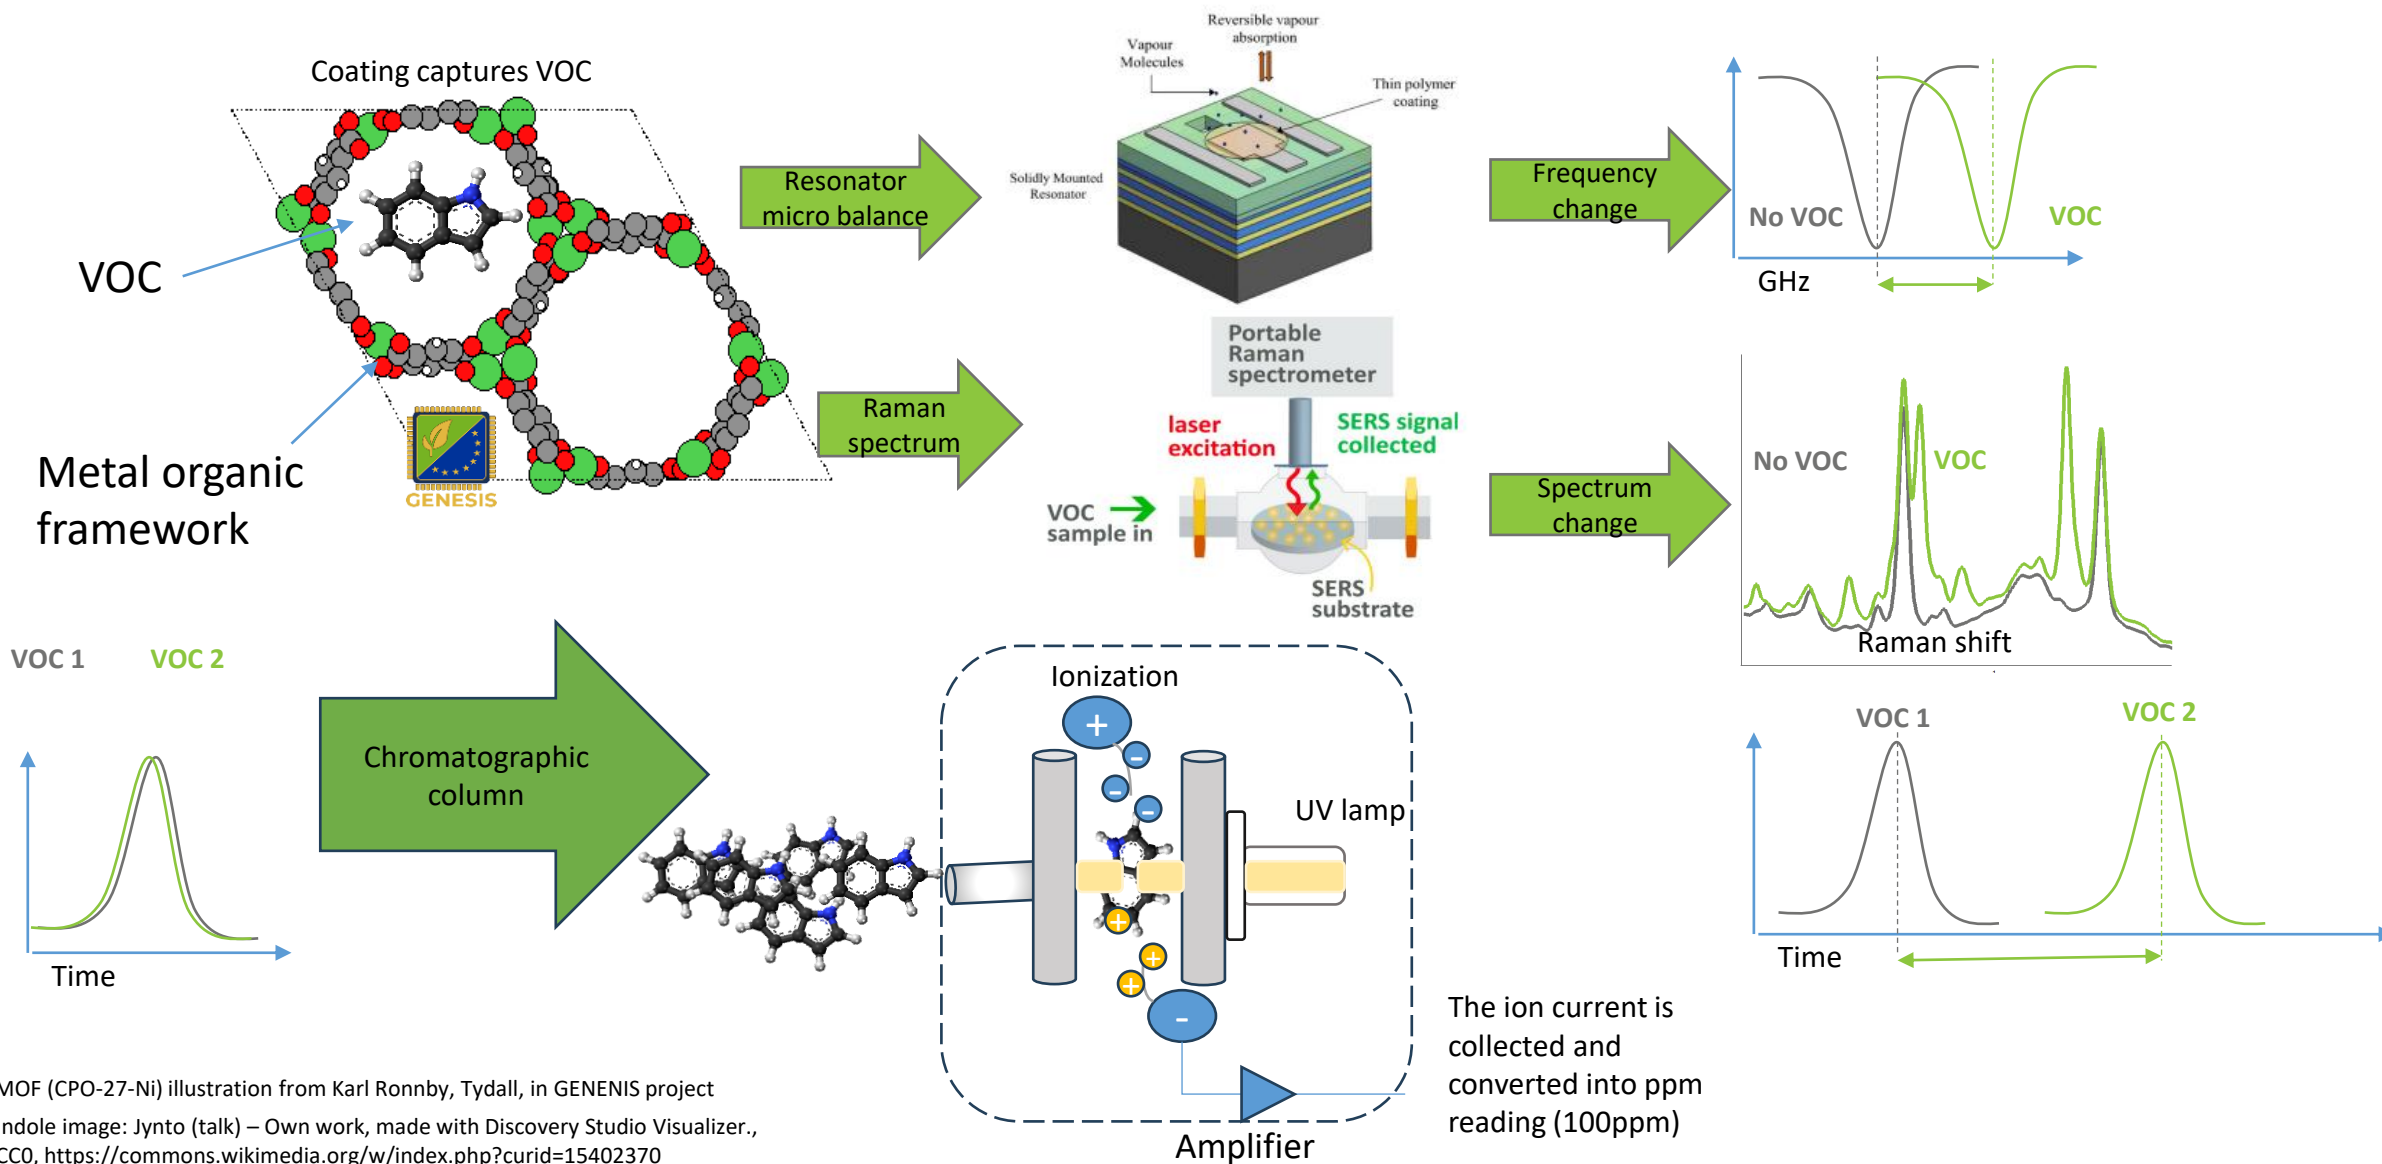 Coating captures VOC
VOC
Metal organic
framework
GENESIS
Resonator
micro balance
Reversible vapour
absorption
Vapour
Molecules
Thin polymer
coating
Solidly Mounted
Resonator
Frequency
change
No VOC
VOC
GHz
Raman
spectrum
Portable
Raman
spectrometer
laser
excitation
SERS signal
collected
VOC
sample in
SERS
substrate
Spectrum
change
No VOC
VOC
Raman shift
VOC 1
VOC 2
Time
Chromatographic
column
Ionization
+
-
-
-
UV lamp
+
+
+
-
Amplifier
The ion current is
collected and
converted into ppm
reading (100ppm)
VOC 1
VOC 2
Time
MOF (CPO-27-Ni) illustration from Karl Ronnby, Tydall, in GENENIS project
ndole image: Jynto (talk) – Own work, made with Discovery Studio Visualizer.,
CC0, https://commons.wikimedia.org/w/index.php?curid=15402370